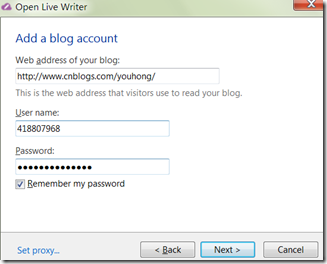 Open Live Writer
Add a blog account
Web address of your blog:
http://www.cnblogs.com/youhong/
This is the web address that visitors use to read your blog.
User name:
418807968
Password:
●●●●●●●●●●●●●●
Remember my password
Set proxy... < Back Next > Cancel